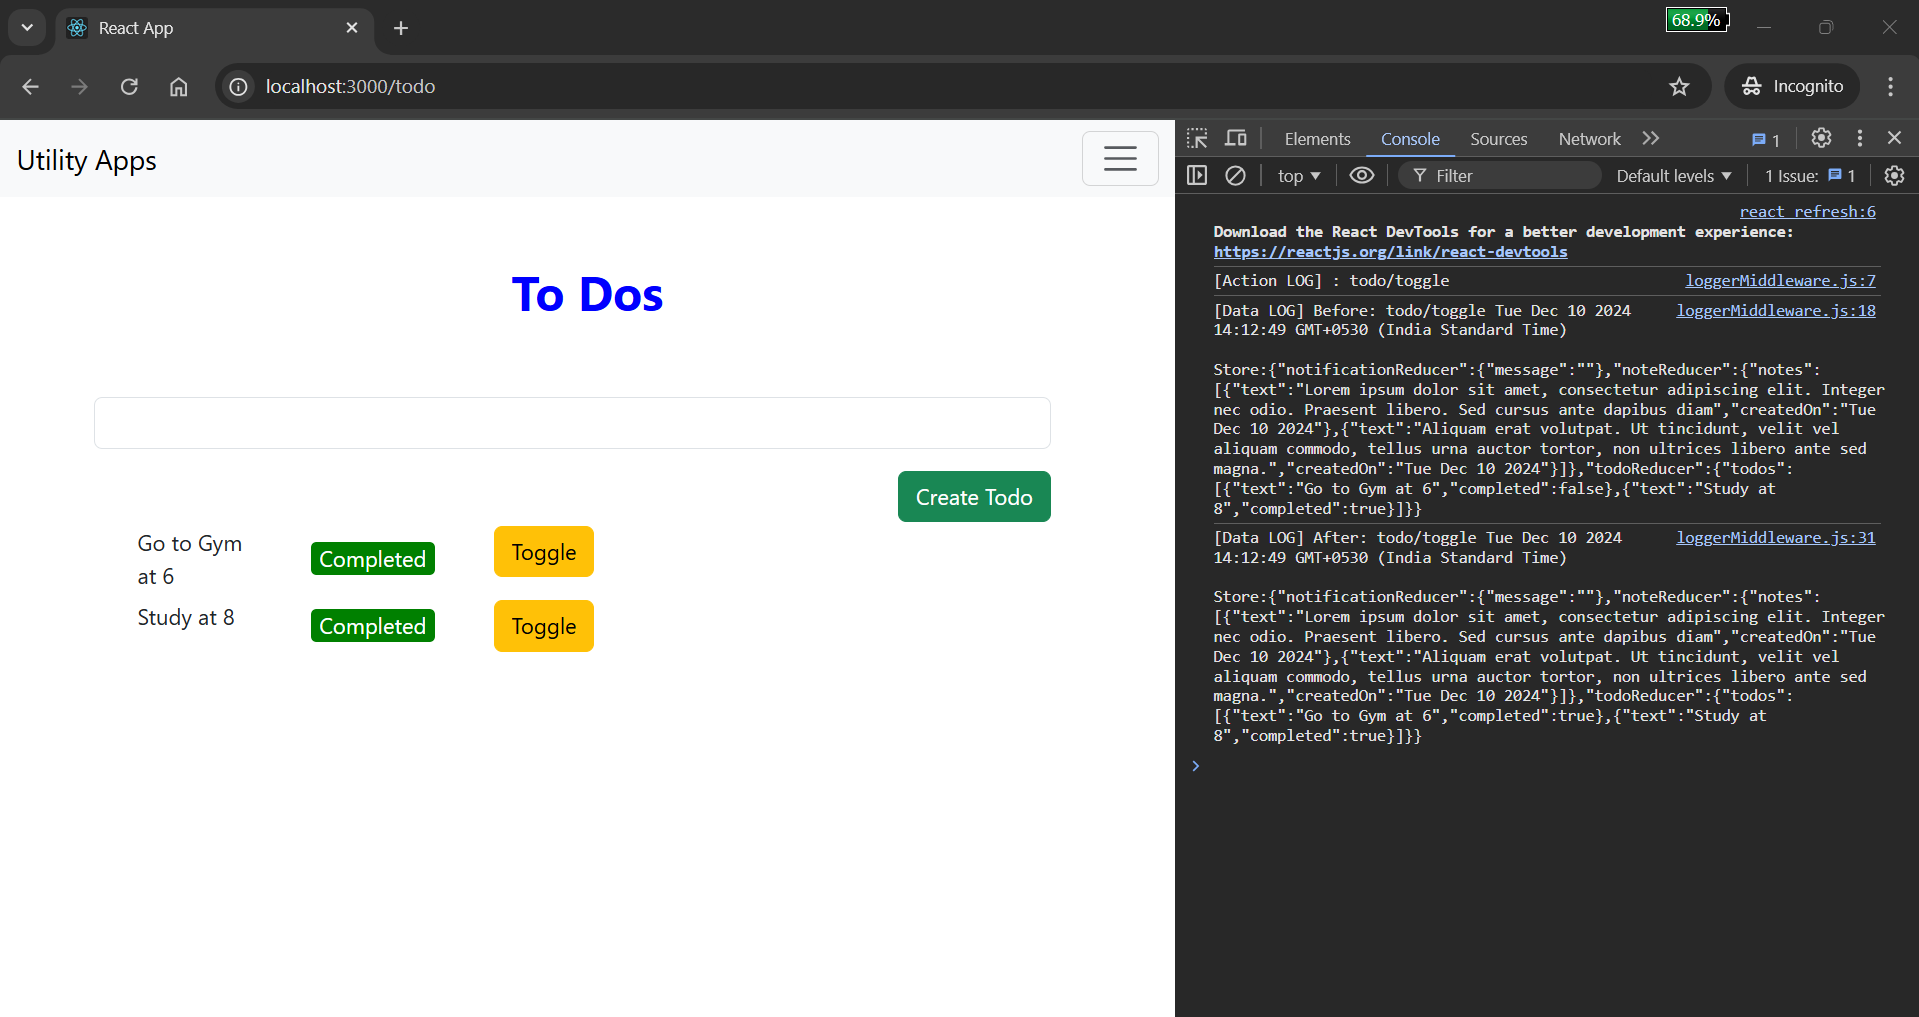 React App
68.9%
localhost:3000/todo
Incognito
Utility Apps
To Dos
Create Todo
Go to Gym
at 6
Completed
Toggle
Study at 8
Completed
Toggle
Elements Console Sources Network 1
top Filter Default levels 1 Issue: 1
react refresh:6
Download the React DevTools for a better development experience:
https://reactjs.org/link/react-devtools
[Action LOG] : todo/toggle loggerMiddleware.js:7
[Data LOG] Before: todo/toggle Tue Dec 10 2024 loggerMiddleware.js:18
14:12:49 GMT+0530 (India Standard Time)
Store:{"notificationReducer":{"message":""},"noteReducer":{"notes":
[{"text":"Lorem ipsum dolor sit amet, consectetur adipiscing elit. Integer
nec odio. Praesent libero. Sed cursus ante dapibus diam","createdOn":"Tue
Dec 10 2024"},{"text":"Aliquam erat volutpat. Ut tincidunt, velit vel
aliquam commodo, tellus urna auctor tortor, non ultrices libero ante sed
magna.","createdOn":"Tue Dec 10 2024"}]},"todoReducer":{"todos":
[{"text":"Go to Gym at 6","completed":false},{"text":"Study at
8","completed":true}]}}
[Data LOG] After: todo/toggle Tue Dec 10 2024 loggerMiddleware.js:31
14:12:49 GMT+0530 (India Standard Time)
Store:{"notificationReducer":{"message":""},"noteReducer":{"notes":
[{"text":"Lorem ipsum dolor sit amet, consectetur adipiscing elit. Integer
nec odio. Praesent libero. Sed cursus ante dapibus diam","createdOn":"Tue
Dec 10 2024"},{"text":"Aliquam erat volutpat. Ut tincidunt, velit vel
aliquam commodo, tellus urna auctor tortor, non ultrices libero ante sed
magna.","createdOn":"Tue Dec 10 2024"}]},"todoReducer":{"todos":
[{"text":"Go to Gym at 6","completed":true},{"text":"Study at
8","completed":true}]}}